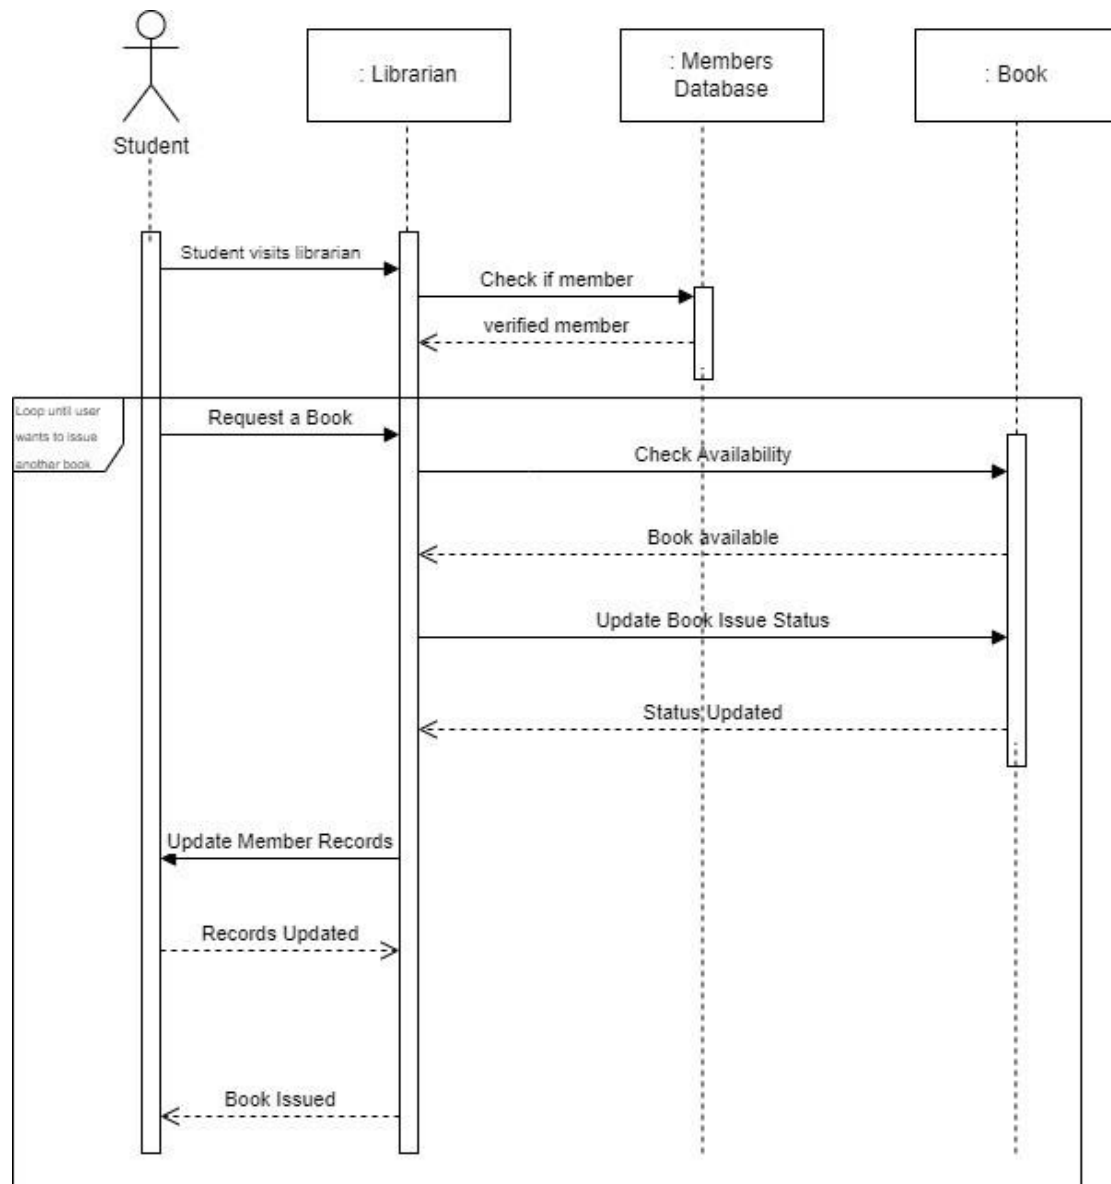 : Librarian
: Members
Database
: Book
Student
Student visits librarian
Check if member
verified member
Loop until user
wants to issue
another book
Request a Book
Check Availability
Book available
Update Book Issue Status
Status Updated
Update Member Records
Records Updated
Book Issued